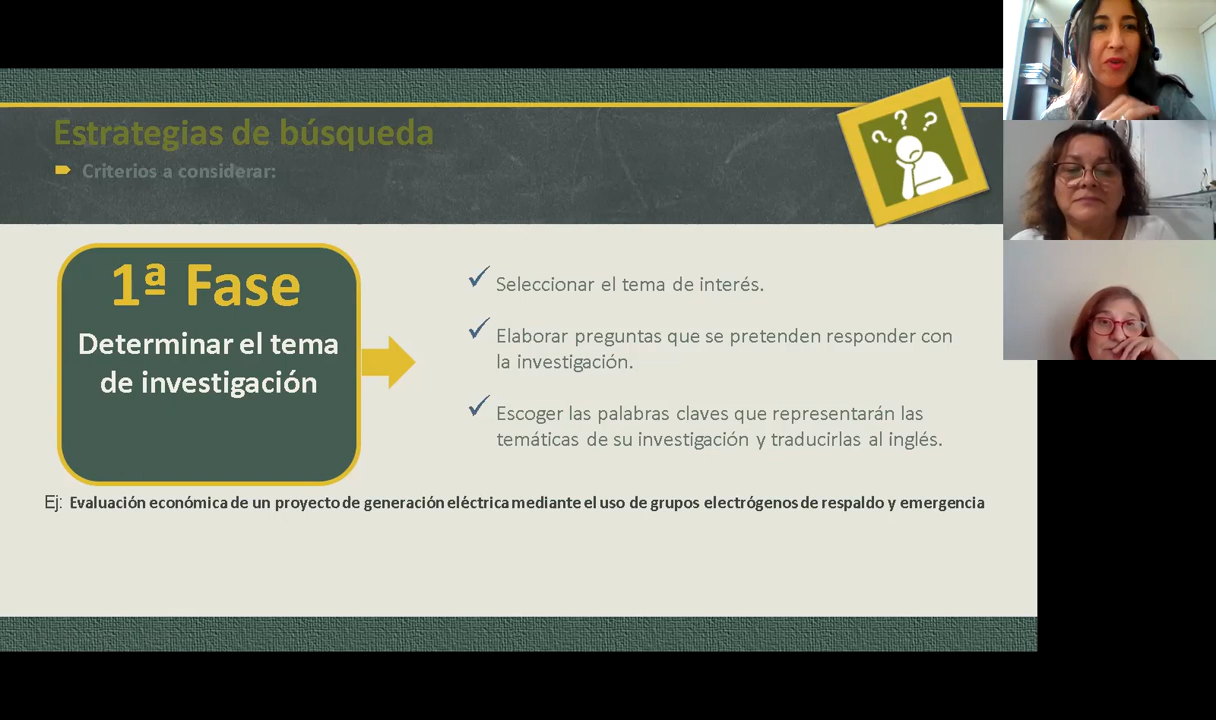 Estrategias de búsqueda
Criterios a considerar:
? ? ?
1ª Fase
Determinar el tema
de investigación
Seleccionar el tema de interés.
Elaborar preguntas que se pretenden responder con
la investigación.
Escoger las palabras claves que representarán las
temáticas de su investigación y traducirlas al inglés.
Ej: Evaluación económica de un proyecto de generación eléctrica mediante el uso de grupos electrógenos de respaldo y emergencia